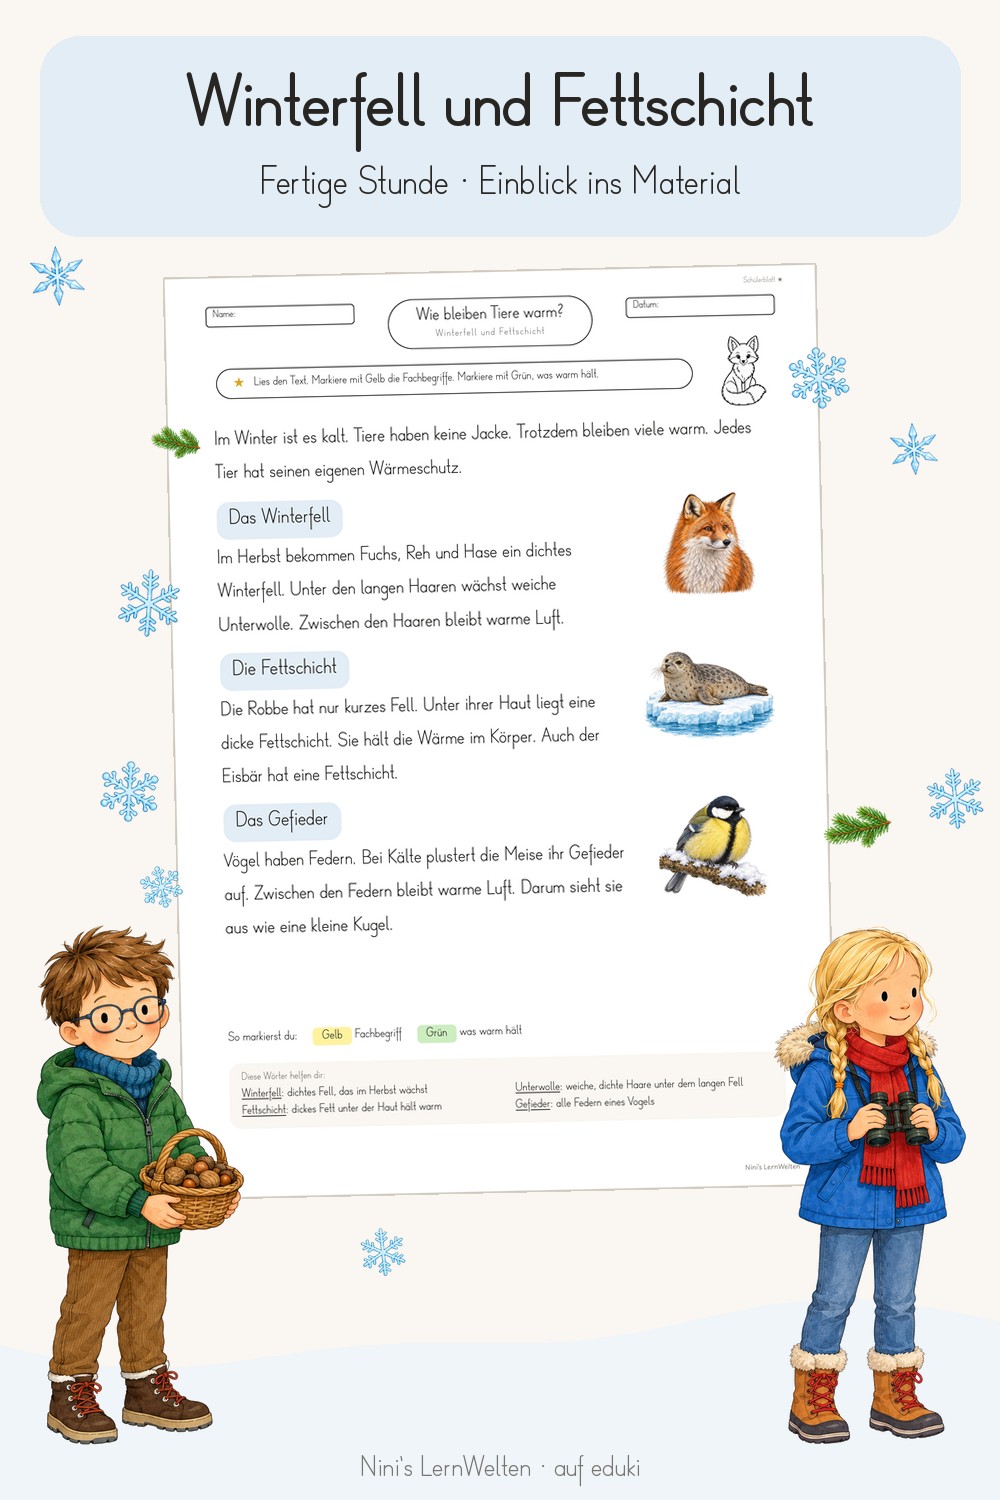 Winterfell und Fettschicht
Fertige Stunde · Einblick ins Material
Schülerblatt ★
Name:
Wie bleiben Tiere warm?
Winterfell und Fettschicht
Datum:
★ Lies den Text. Markiere mit Gelb die Fachbegriffe. Markiere mit Grün, was warm hält.
Im Winter ist es kalt. Tiere haben keine Jacke. Trotzdem bleiben viele warm. Jedes
Tier hat seinen eigenen Wärmeschutz.
Das Winterfell
Im Herbst bekommen Fuchs, Reh und Hase ein dichtes
Winterfell. Unter den langen Haaren wächst weiche
Unterwolle. Zwischen den Haaren bleibt warme Luft.
Die Fettschicht
Die Robbe hat nur kurzes Fell. Unter ihrer Haut liegt eine
dicke Fettschicht. Sie hält die Wärme im Körper. Auch der
Eisbär hat eine Fettschicht.
Das Gefieder
Vögel haben Federn. Bei Kälte plustert die Meise ihr Gefieder
auf. Zwischen den Federn bleibt warme Luft. Darum sieht sie
aus wie eine kleine Kugel.
So markierst du: Gelb Fachbegriff Grün was warm hält
Diese Wörter helfen dir:
Winterfell: dichtes Fell, das im Herbst wächst
Fettschicht: dickes Fett unter der Haut hält warm
Unterwolle: weiche, dichte Haare unter dem langen Fell
Gefieder: alle Federn eines Vogels
Nini's LernWelten
Nini's LernWelten · auf eduki